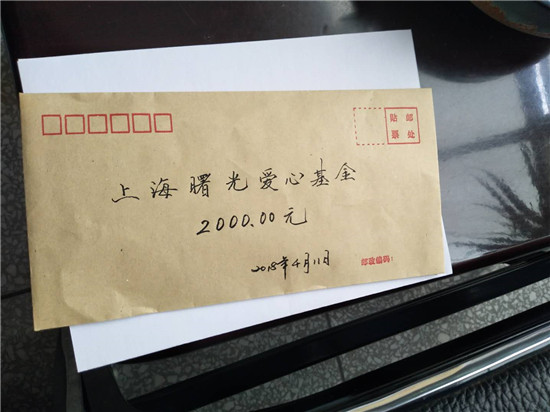 贴邮
票处
上海曙光爱心基金
2000.00元
2018年4月11日
邮政编码：